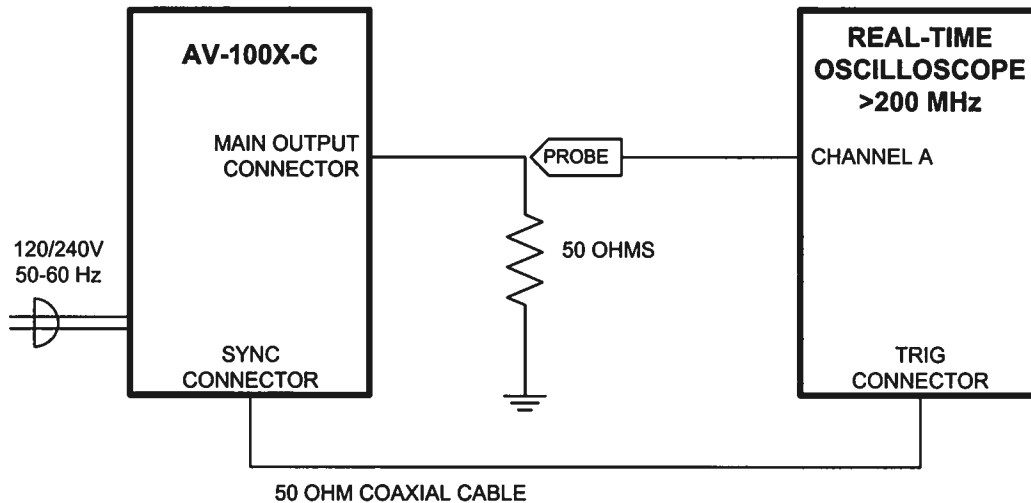 AV-100X-C
MAIN OUTPUT
CONNECTOR
120/240V
50-60 Hz
SYNC
CONNECTOR
PROBE
50 OHMS
REAL-TIME
OSCILLOSCOPE
>200 MHz
CHANNEL A
TRIG
CONNECTOR
50 OHM COAXIAL CABLE